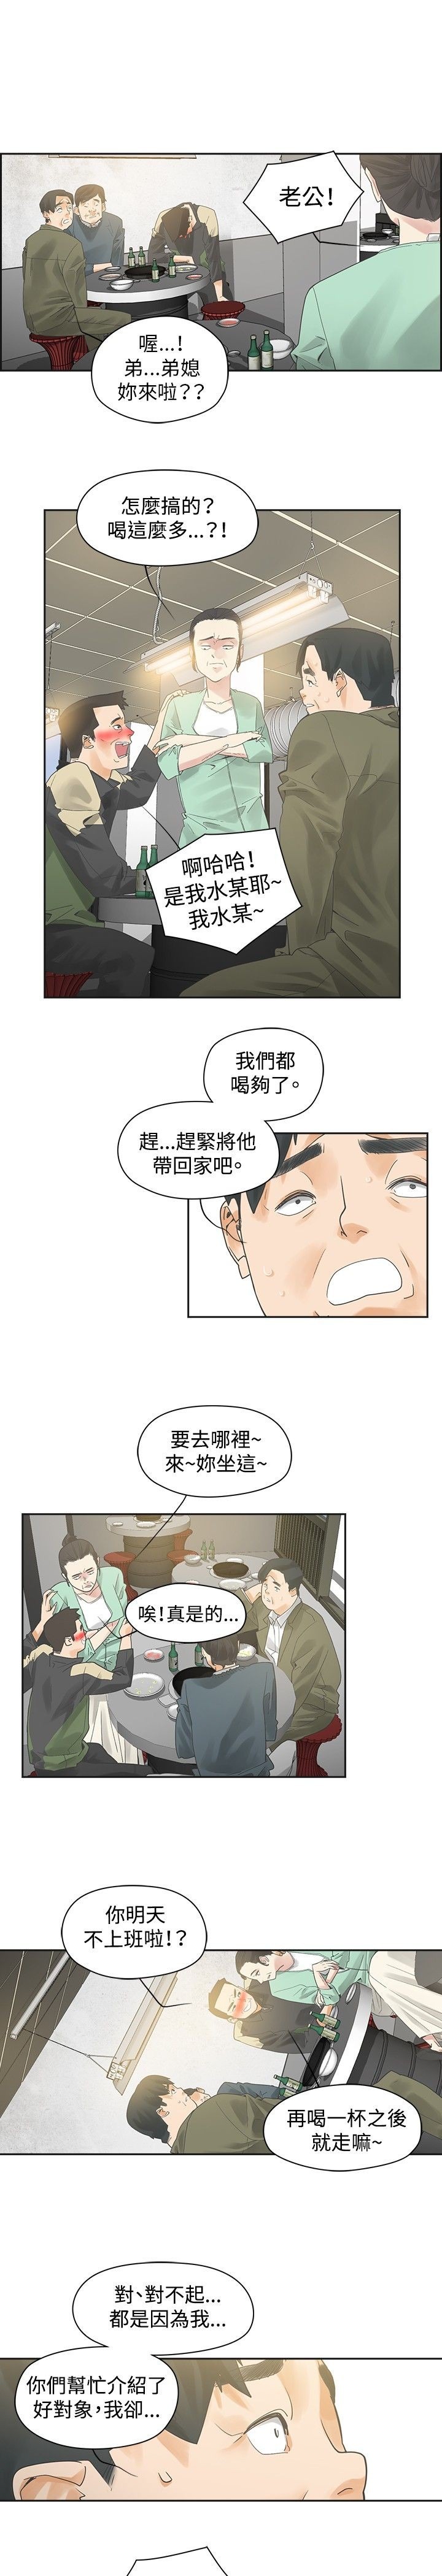 老公!
喔...!
弟...弟媳
妳來啦??
怎麼搞的?
喝這麼多...?!
啊哈哈!
是我水某耶~
我水某~
我們都
喝夠了。
趕...趕緊將他
帶回家吧。
要去哪裡~
來~妳坐這~
唉!真是的...
你明天
不上班啦!?
再喝一杯之後
就走嘛~
對、對不起...
都是因為我...
你們幫忙介紹了
好對象,我卻...